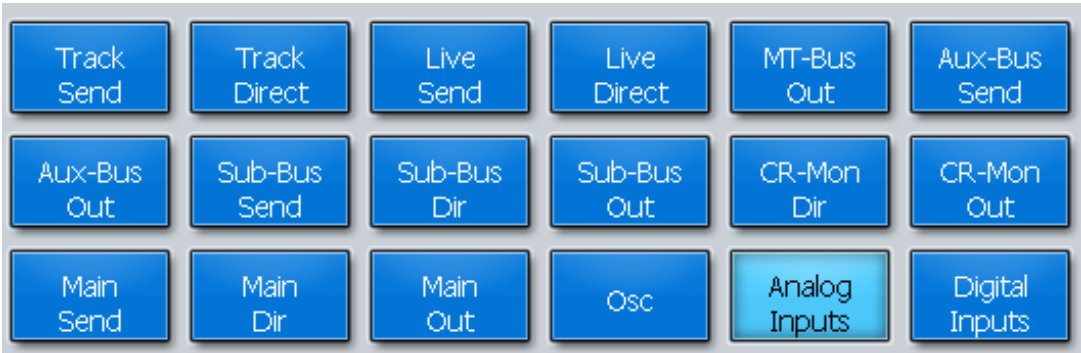 Track
Send
Track
Direct
Live
Send
Live
Direct
MT-Bus
Out
Aux-Bus
Send
Aux-Bus
Out
Sub-Bus
Send
Sub-Bus
Dir
Sub-Bus
Out
CR-Mon
Dir
CR-Mon
Out
Main
Send
Main
Dir
Main
Out
Osc
Analog
Inputs
Digital
Inputs